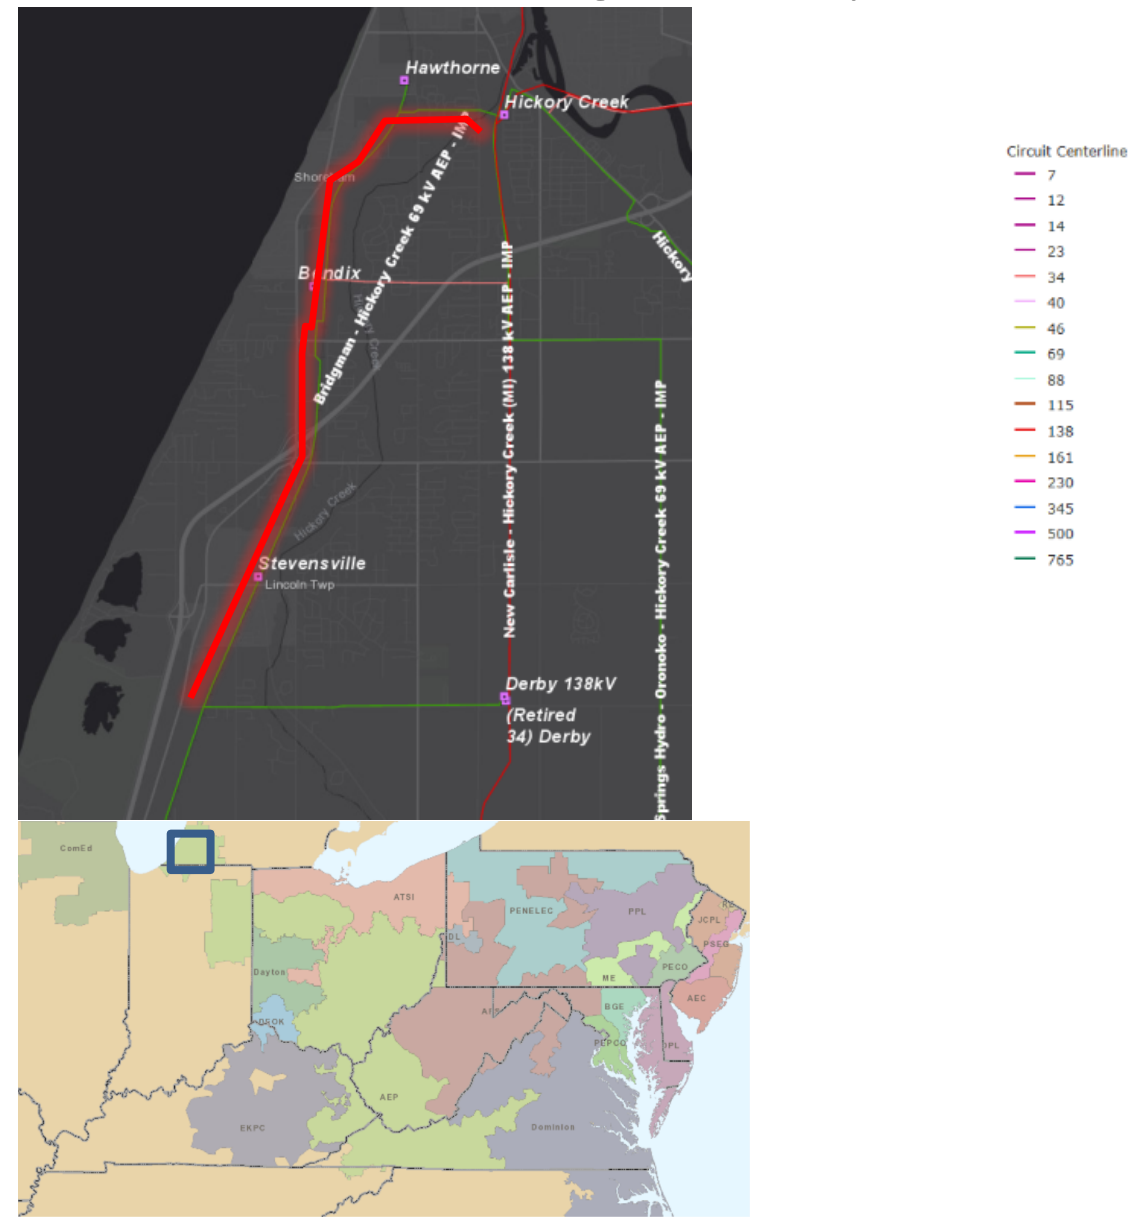 Hawthorne
Hickory Creek
Shoreham
Bridgman - Hickory Creek 69 kV AEP - IMP
Bendix
Hickory
Hickory Creek
New Carlisle - Hickory Creek (MI) 138 kV AEP - IMP
Springs Hydro - Oronoko - Hickory Creek 69 kV AEP - IMP
Hickory Creek
Stevensville
Lincoln Twp
Derby 138kV
(Retired
34) Derby
Circuit Centerline
7
12
14
23
34
40
46
69
88
115
138
161
230
345
500
765
ComEd
ATSI
PENELEC
PPL
RE
JCPL
DL
PSEG
Dayton
ME
PECO
AEC
APS
BGE
DEOK
PEPCO
DPL
AEP
EKPC
Dominion